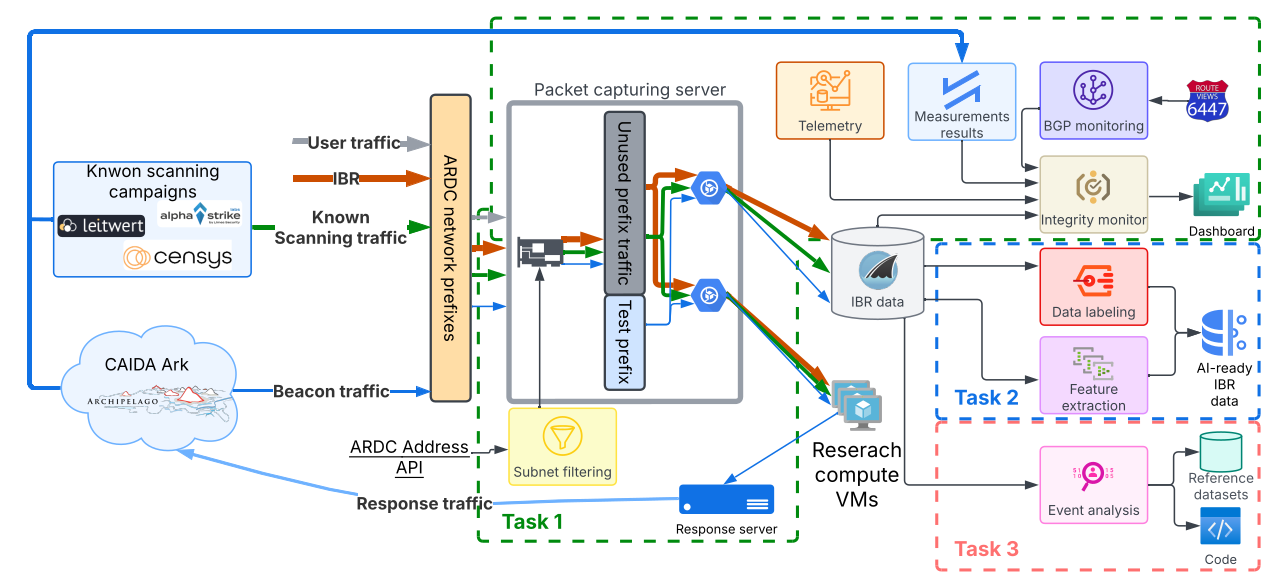 Packet capturing server
Telemetry
Measurements
results
BGP monitoring
ROUTE
VIEWS
6447
Integrity monitor
Dashboard
User traffic
IBR
Known
Scanning traffic
Knwon scanning
campaigns
leitwert
alpha strike
censys
ARDC network prefixes
Unused prefix traffic
Test prefix
IBR data
Data labeling
Feature
extraction
AI-ready
IBR
data
Task 2
CAIDA Ark
ARCHIPELAGO
Beacon traffic
ARDC Address
API
Subnet filtering
Response traffic
Task 1
Response server
Reserach
compute
VMs
Event analysis
Reference
datasets
Code
Task 3